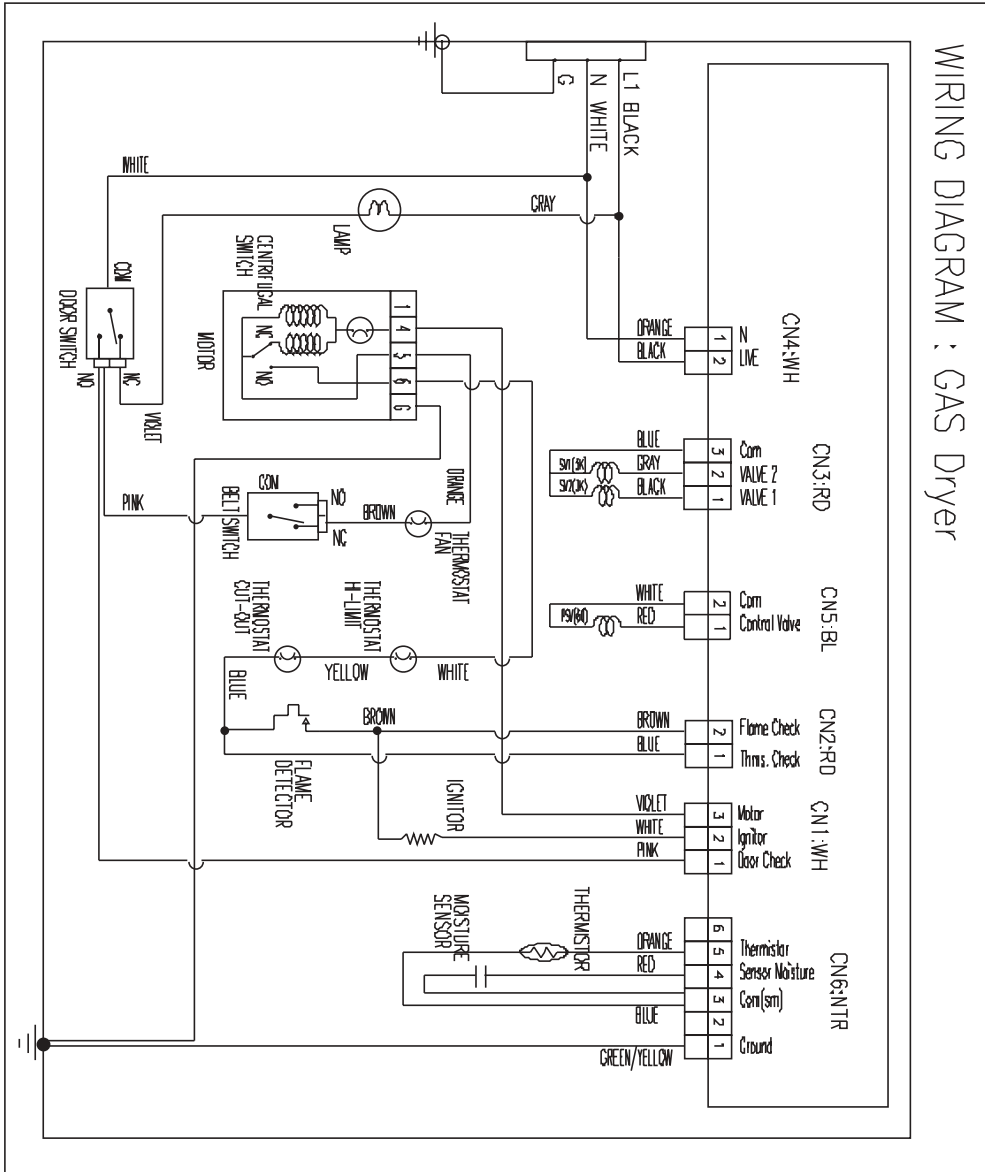 WIRING DIAGRAM : GAS Dryer
G
N WHITE
L1 BLACK
WHITE
GRAY
LAMP
CENTRIFUGAL
SWITCH
NC
NO
MOTOR
1
4
5
6
G
COM
DOOR SWITCH
NO
NC
VIOLET
PINK
COM
BELT SWITCH
NO
NC
BROWN
THERMOSTAT
FAN
ORANGE
THERMOSTAT
CUT-OUT
THERMOSTAT
HI-LIMIT
YELLOW
WHITE
BLUE
BROWN
FLAME
DETECTOR
IGNITOR
MOISTURE
SENSOR
THERMISTOR
CN4:WH
ORANGE 1 N
BLACK 2 LIVE
CN3:RD
BLUE 3 Com
SV1(3K) GRAY 2 VALVE 2
SV2(3K) BLACK 1 VALVE 1
CN5:BL
WHITE 2 Com
RED 1 Control Valve
CN2:RD
BROWN 2 Flame Check
BLUE 1 Thms. Check
CN1:WH
VIOLET 3 Motor
WHITE 2 Ignitor
PINK 1 Door Check
CN6:NTR
6
ORANGE 5 Thermistor
RED 4 Sensor Moisture
3 Com(sm)
BLUE
2
GREEN/YELLOW 1 Ground